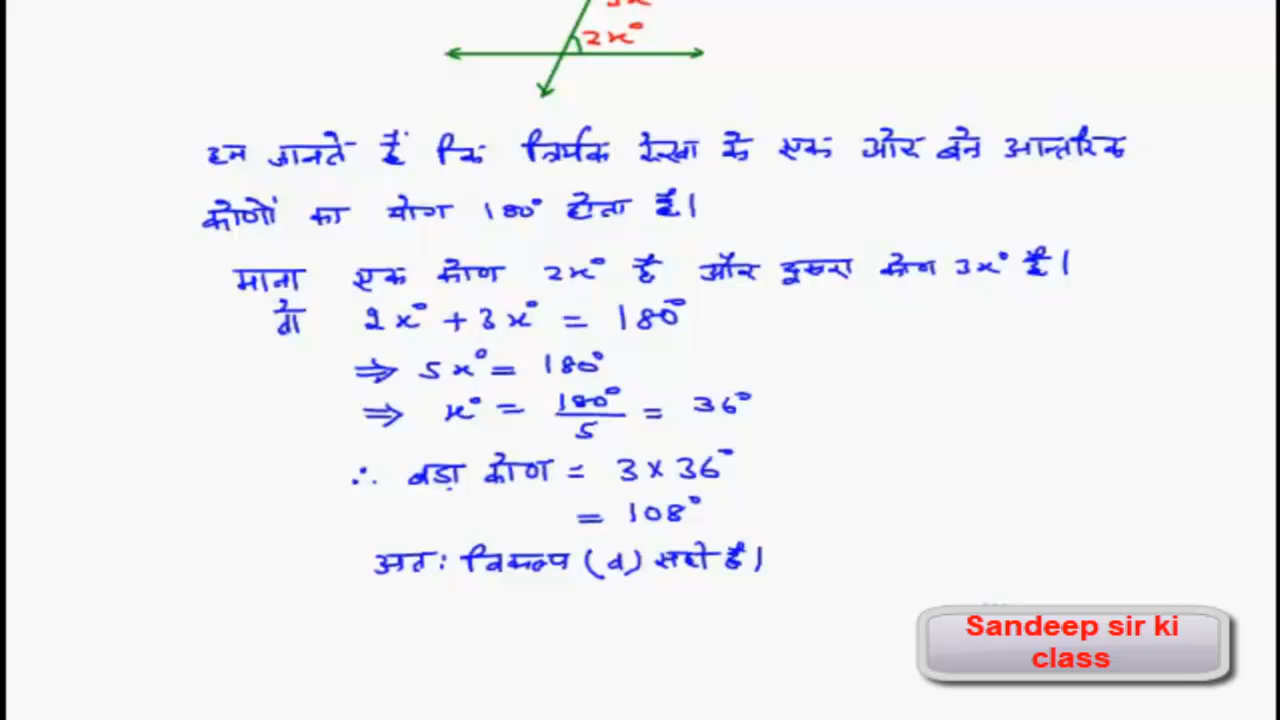 2x°
हम जानते हैं कि तिर्यक रेखा के एक ओर बने आन्तरिक
कोणों का योग 180° होता है।
माना एक कोण 2x° है और दूसरा कोण 3x° है।
तो 2x° + 3x° = 180°
⇒ 5x° = 180°
⇒ x° = 180°/5 = 36°
∴ बड़ा कोण = 3 × 36°
= 108°
अतः विकल्प (d) सही है।
Sandeep sir ki
class